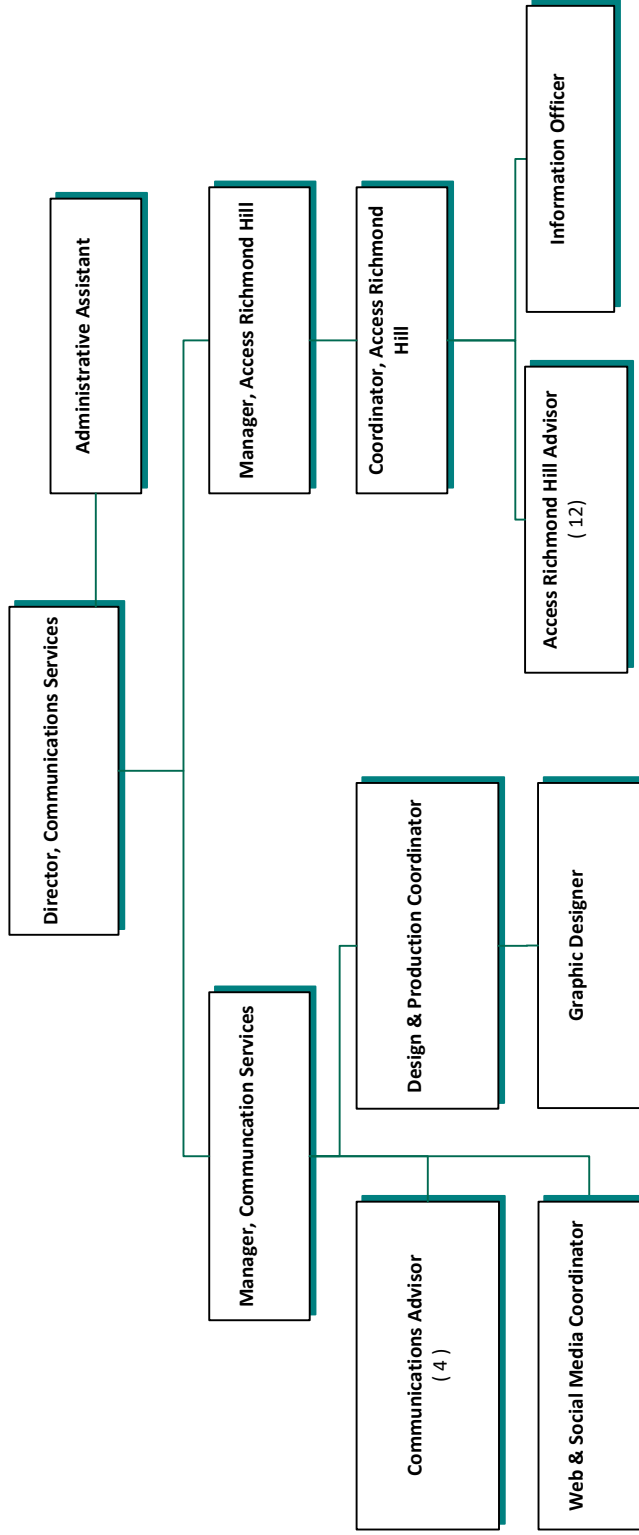 Director, Communications Services
Administrative Assistant
Manager, Communcation Services
Manager, Access Richmond Hill
Communications Advisor
( 4 )
Design & Production Coordinator
Coordinator, Access Richmond
Hill
Web & Social Media Coordinator
Graphic Designer
Access Richmond Hill Advisor
( 12)
Information Officer